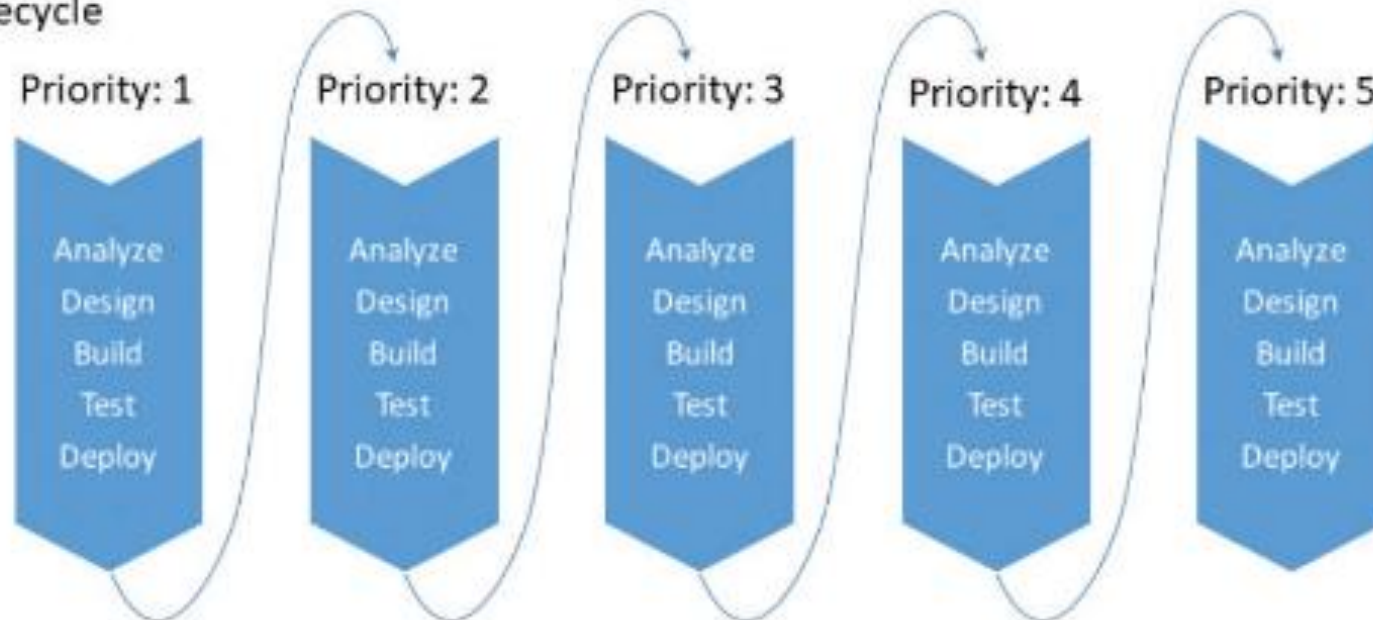 ecycle
Priority: 1
Analyze
Design
Build
Test
Deploy
Priority: 2
Analyze
Design
Build
Test
Deploy
Priority: 3
Analyze
Design
Build
Test
Deploy
Priority: 4
Analyze
Design
Build
Test
Deploy
Priority: 5
Analyze
Design
Build
Test
Deploy